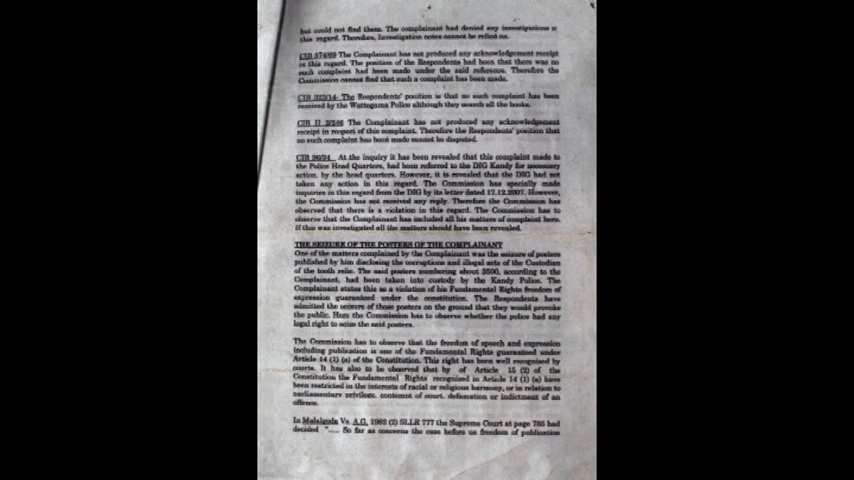 but could not find them. The complainant had denied any investigations is
this regard. Therefore, Investigation notes cannot be relied on.
CIB 574/05 The Complainant has not produced any acknowledgement receipt
in this regard. The position of the Respondents had been that there was no
such complaint had been made under the said reference. Therefore the
Commission cannot find that such a complaint has been made.
The Respondents' position is that no such complaint has been
received by the Wattegama Police although they search all the books.
CIB II 2/246 The Complainant has not produced any acknowledgement
receipt in respect of this complaint. Therefore the Respondents' position that
no such complaint has been made cannot be disputed.
CIB 96/94 At the inquiry it has been revealed that this complaint made to
the Police Head Quarters, had been referred to the DIG Kandy for necessary
action, by the head quarters. However, it is revealed that the DIG had not
taken any action in this regard. The Commission has specially made
inquiries in this regard from the DIG by its letter dated 17.12.2007. However,
the Commission has not received any reply. Therefore the Commission has
observed that there is a violation in this regard. The Commission has to
observe that the Complainant has included all his matters of complaint here.
If this was investigated all the matters should have been revealed.
THE SEIZURE OF THE POSTERS OF THE COMPLAINANT
One of the matters complained by the Complainant was the seizure of posters
published by him disclosing the corruptions and illegal acts of the Custodian
of the tooth relic. The said posters numbering about 3500, according to the
Complainant, had been taken into custody by the Kandy Police. The
Complainant states this as a violation of his Fundamental Rights freedom of
expression guaranteed under the constitution. The Respondents have
admitted the seizure of those posters on the ground that they would provoke
the public. Here the Commission has to observe whether the police had any
legal right to seize the said posters.
The Commission has to observe that the freedom of speech and expression
including publication is one of the Fundamental Rights guaranteed under
Article 14 (1) (a) of the Constitution. This right has been well recognised by
courts. It has also to be observed that by of Article 15 (2) of the
Constitution the Fundamental Rights recognized in Article 14 (1) (a) have
been restricted in the interests of racial or religious harmony, or in relation to
parliamentary privilege, contempt of court, defamation or indictment of an
offence.
In Malalgoda Vs. A.G. 1982 (2) SLLR 777 the Supreme Court at page 785 had
decided "..... So far as concerns the case before us freedom of publication